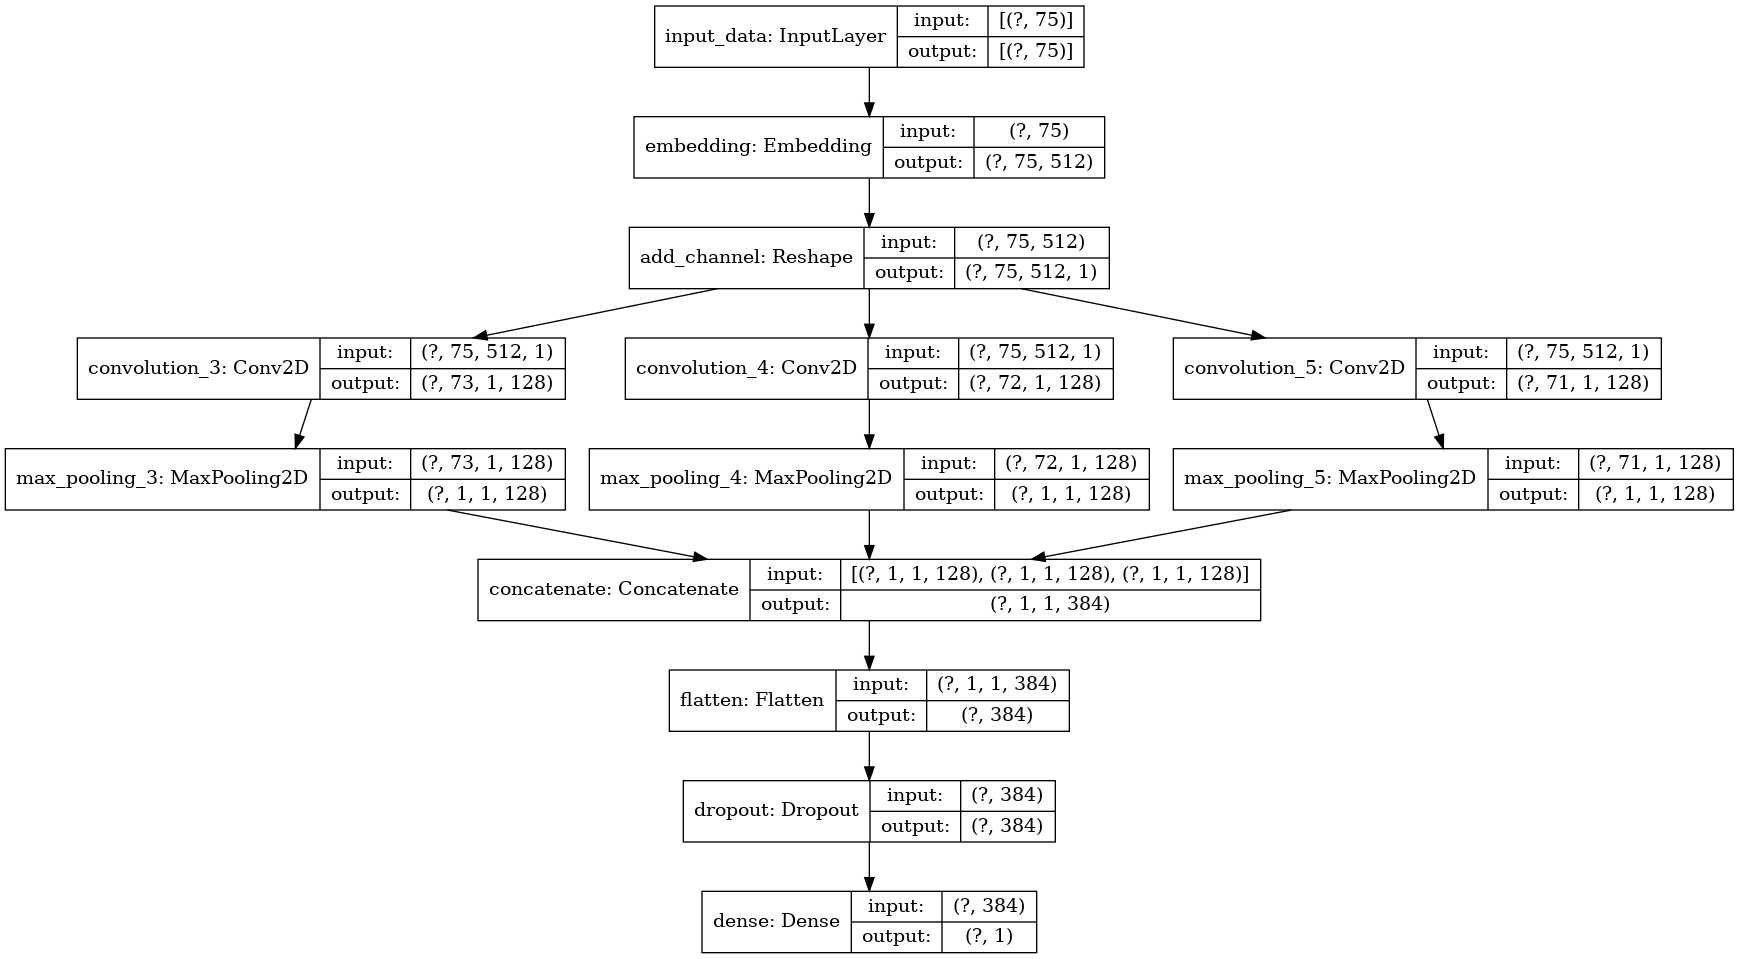 input_data: InputLayer
input: [(?, 75)]
output: [(?, 75)]
embedding: Embedding
input: (?, 75)
output: (?, 75, 512)
add_channel: Reshape
input: (?, 75, 512)
output: (?, 75, 512, 1)
convolution_3: Conv2D
input: (?, 75, 512, 1)
output: (?, 73, 1, 128)
convolution_4: Conv2D
input: (?, 75, 512, 1)
output: (?, 72, 1, 128)
convolution_5: Conv2D
input: (?, 75, 512, 1)
output: (?, 71, 1, 128)
max_pooling_3: MaxPooling2D
input: (?, 73, 1, 128)
output: (?, 1, 1, 128)
max_pooling_4: MaxPooling2D
input: (?, 72, 1, 128)
output: (?, 1, 1, 128)
max_pooling_5: MaxPooling2D
input: (?, 71, 1, 128)
output: (?, 1, 1, 128)
concatenate: Concatenate
input: [(?, 1, 1, 128), (?, 1, 1, 128), (?, 1, 1, 128)]
output: (?, 1, 1, 384)
flatten: Flatten
input: (?, 1, 1, 384)
output: (?, 384)
dropout: Dropout
input: (?, 384)
output: (?, 384)
dense: Dense
input: (?, 384)
output: (?, 1)